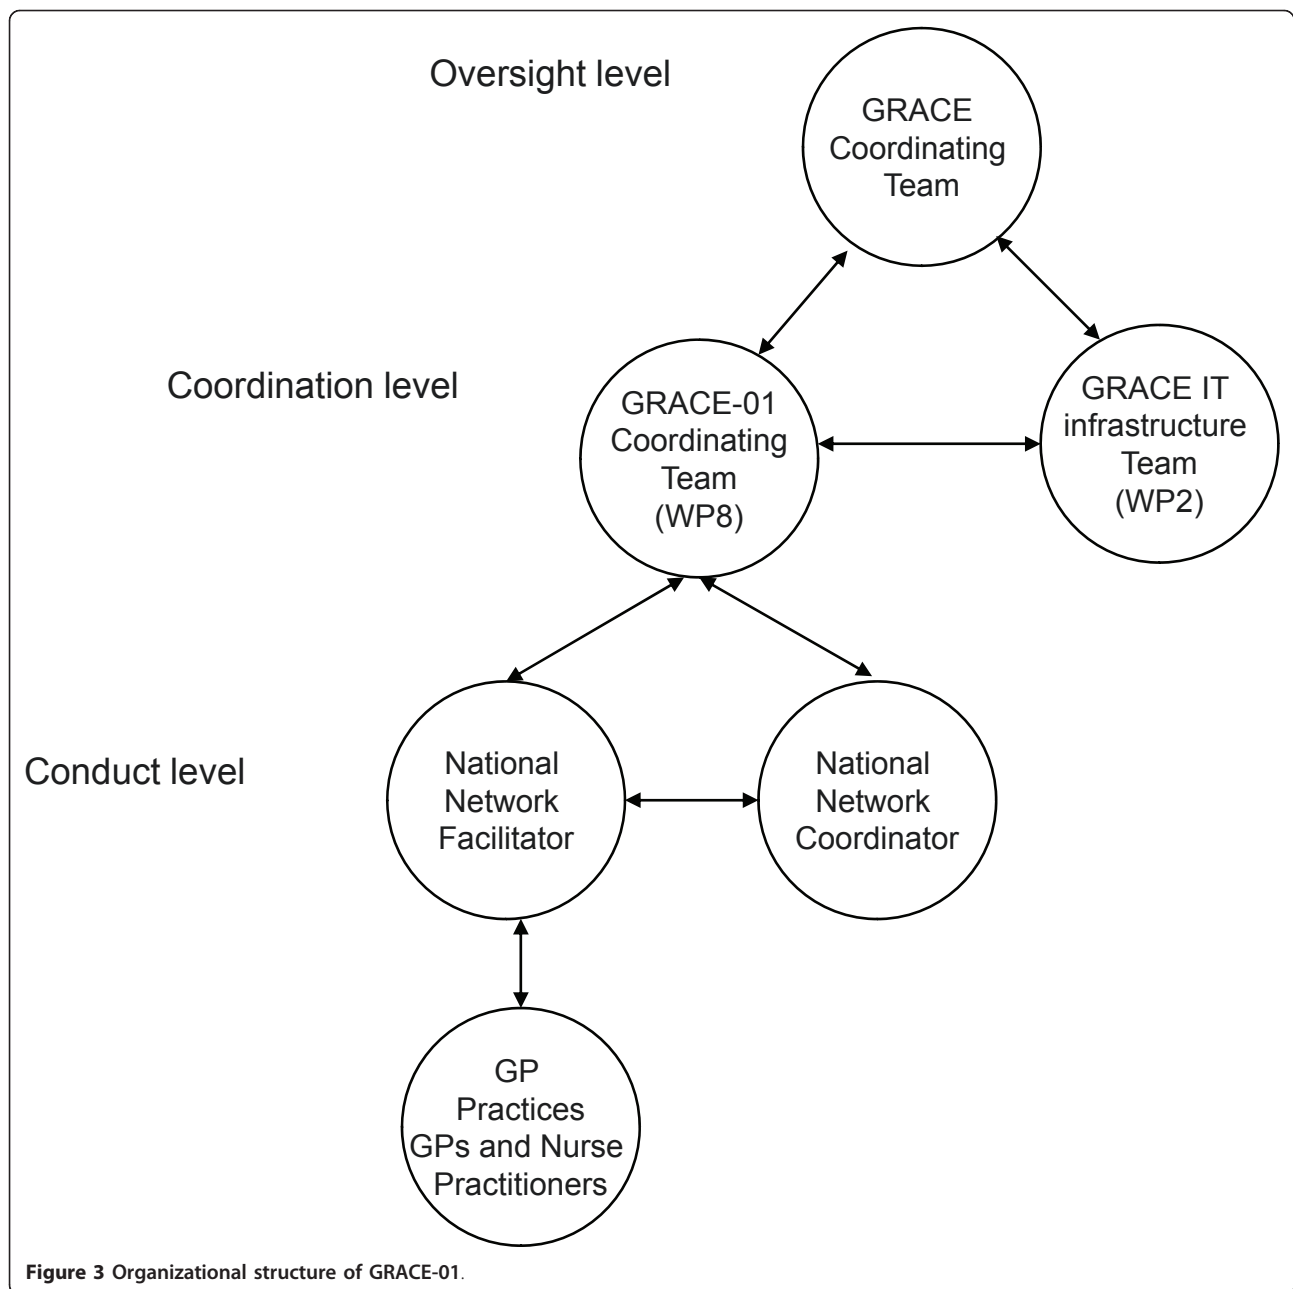 Oversight level
GRACE
Coordinating
Team
Coordination level
GRACE-01
Coordinating
Team
(WP8)
GRACE IT
infrastructure
Team
(WP2)
Conduct level
National
Network
Facilitator
National
Network
Coordinator
GP
Practices
GPs and Nurse
Practitioners
Figure 3 Organizational structure of GRACE-01.